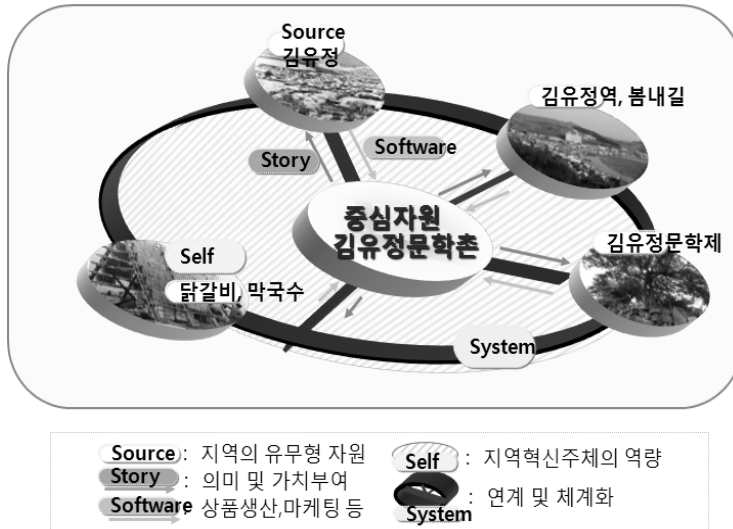 Source
김유정
김유정역, 봄내길
Story
Software
중심자원
김유정문학촌
김유정문학제
Self
닭갈비, 막국수
System
Source : 지역의 유무형 자원
Story : 의미 및 가치부여
Software : 상품생산,마케팅 등
Self : 지역혁신주체의 역량
System : 연계 및 체계화